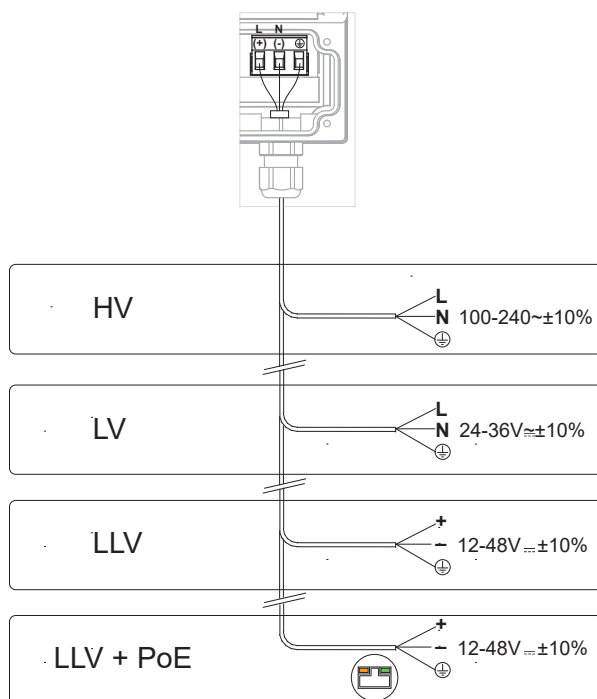 L N
(+) (-) ⏚
HV
L
N 100-240~±10%
LV
L
N 24-36V⎓~±10%
LLV
+
– 12-48V⎓±10%
LLV + PoE
+
– 12-48V⎓±10%